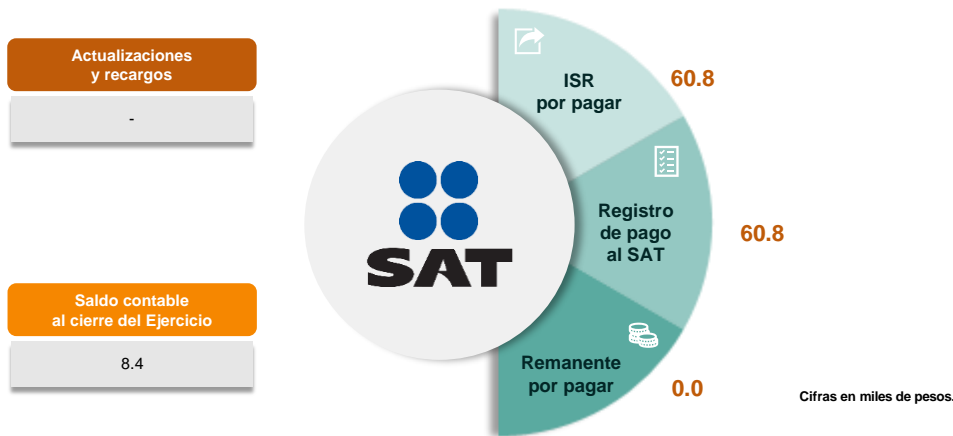 Actualizaciones
y recargos
-
Saldo contable
al cierre del Ejercicio
8.4
SAT
ISR
por pagar
60.8
Registro
de pago
al SAT
60.8
Remanente
por pagar
0.0
Cifras en miles de pesos.